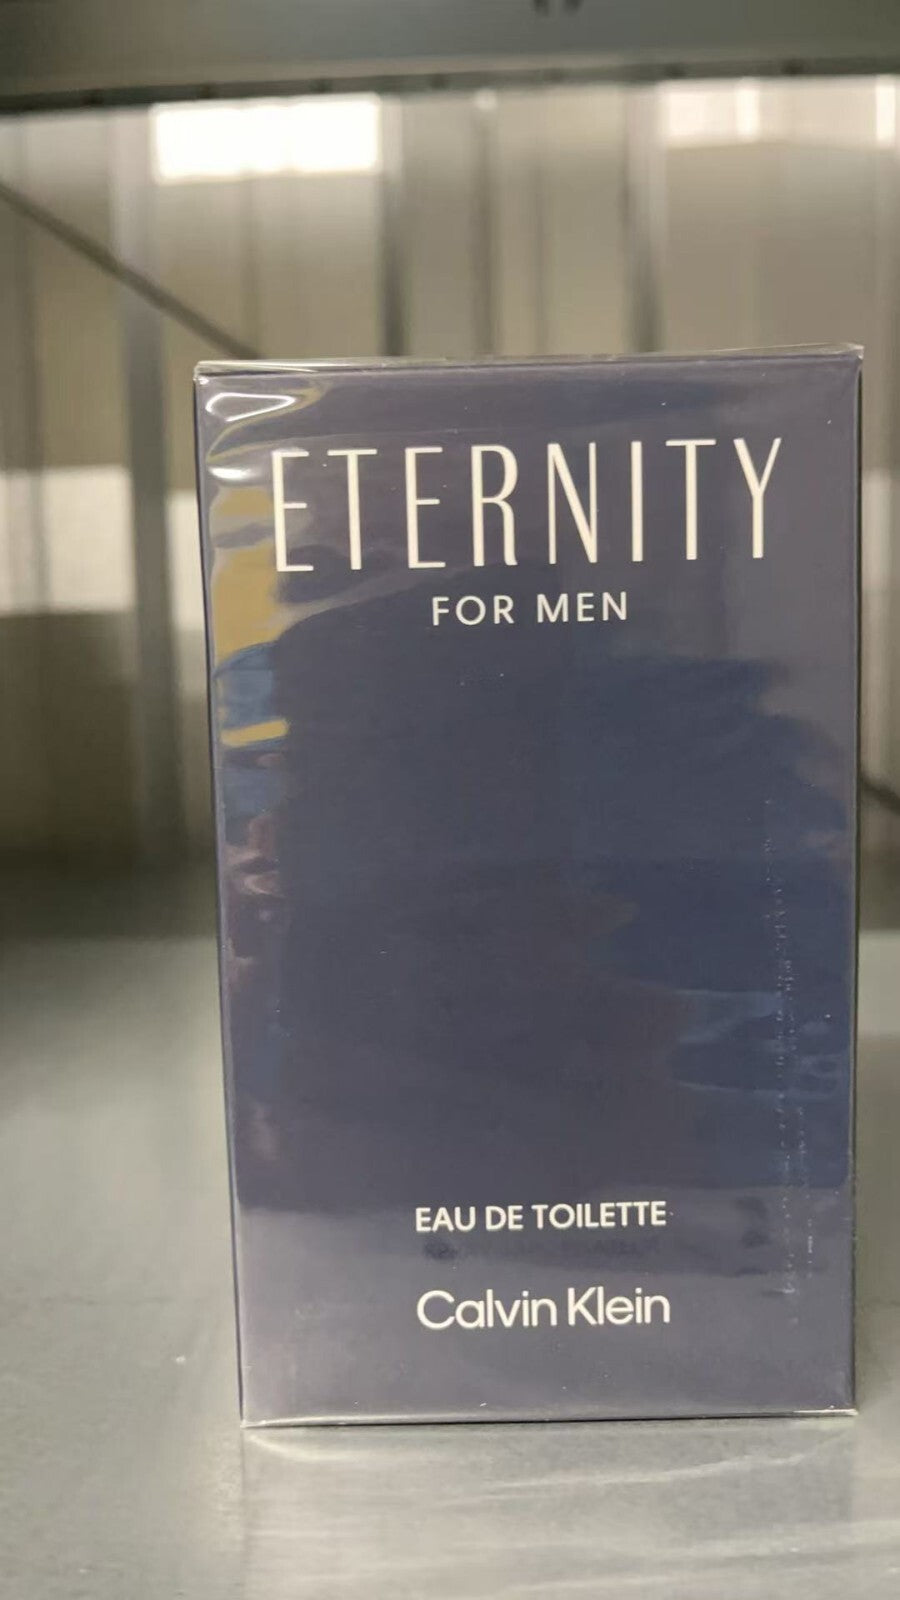 ETERNITY
FOR MEN
EAU DE TOILETTE
Calvin Klein